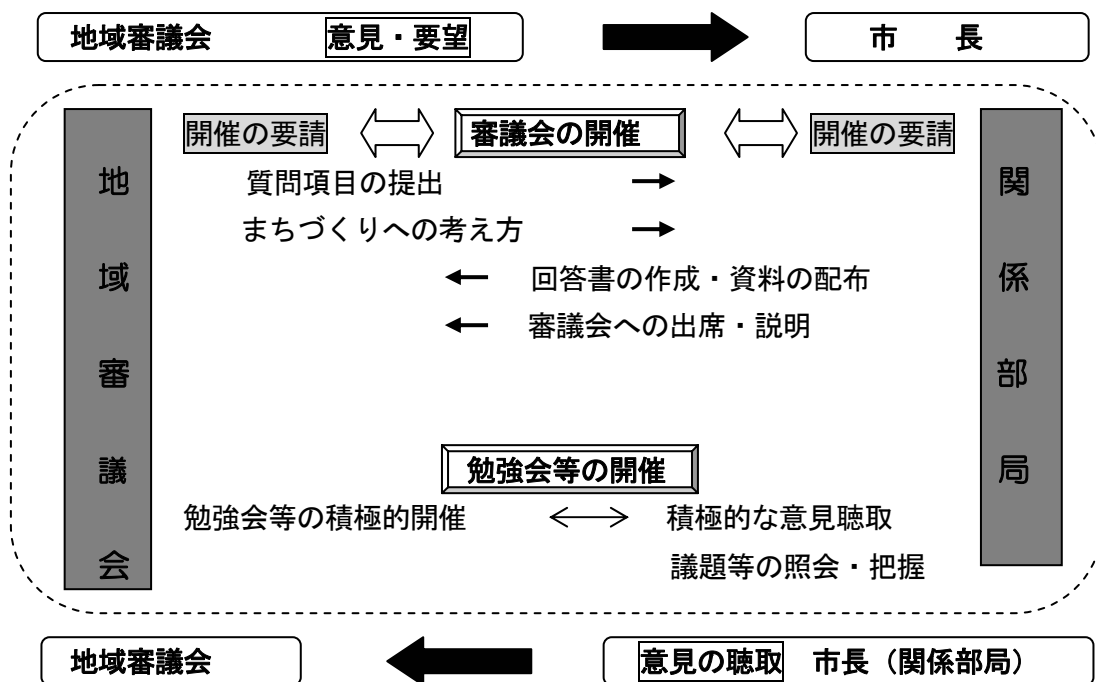 地域審議会 意見・要望 市 長
開催の要請 審議会の開催 開催の要請
質問項目の提出
まちづくりへの考え方
回答書の作成・資料の配布
審議会への出席・説明
勉強会等の開催
勉強会等の積極的開催 積極的な意見聴取
議題等の照会・把握
地域審議会
関係部局
地域審議会 意見の聴取 市長（関係部局）